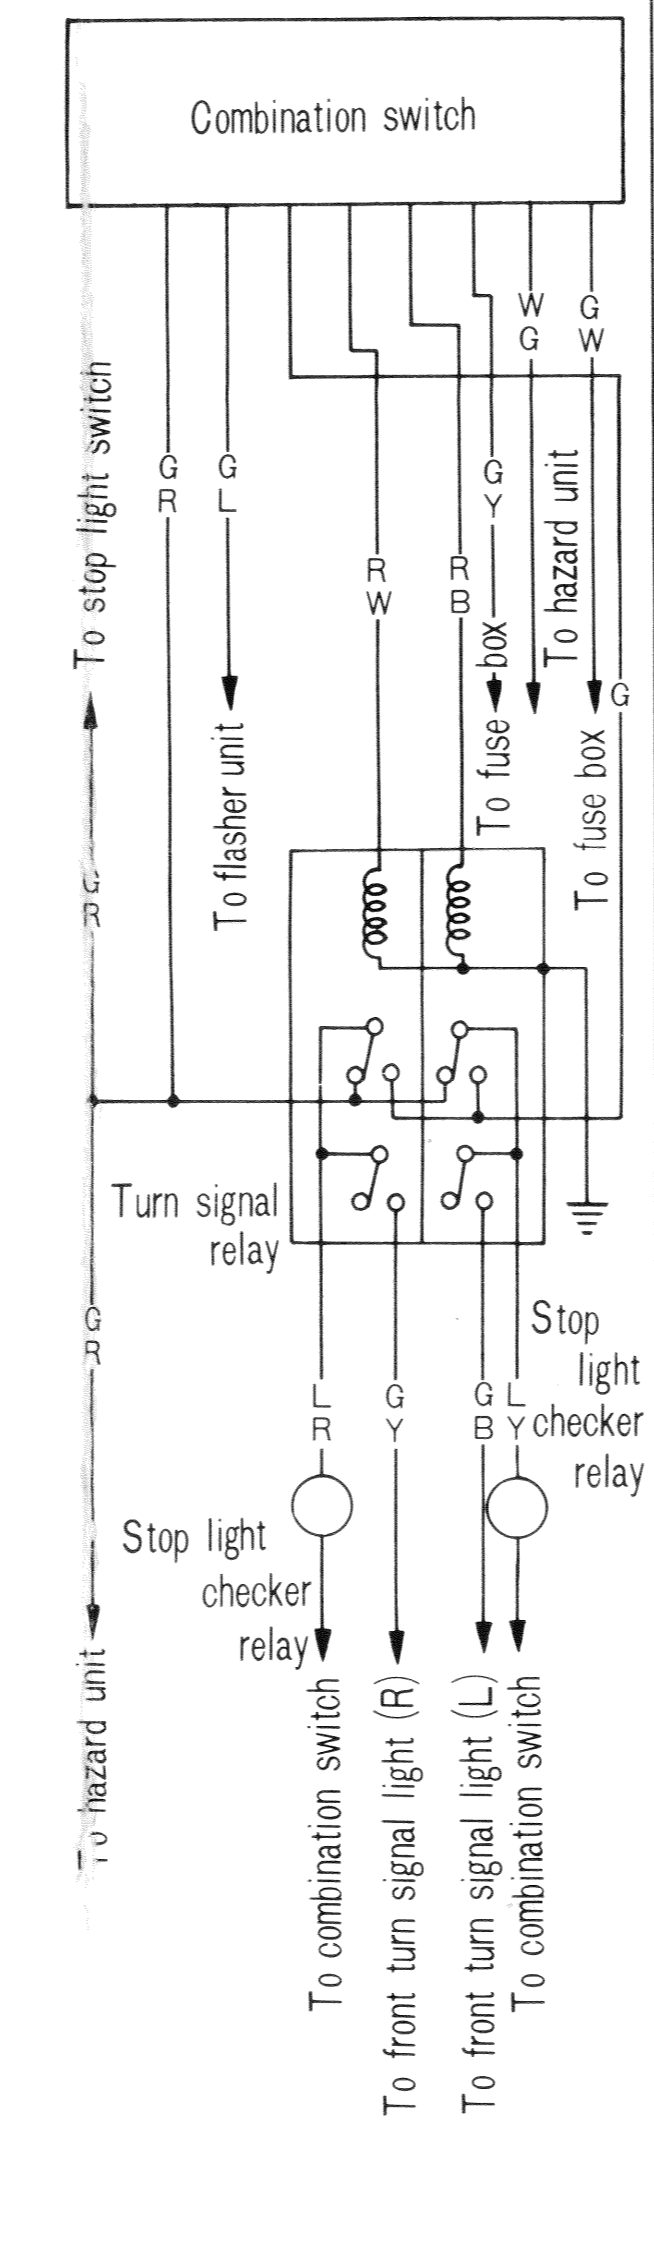 Combination switch
W
G
G
W
To stop light switch
G
R
G
L
G
Y
To hazard unit
R
W
R
B
To fuse box
G
To flasher unit
To fuse box
Turn signal
relay
G
R
Stop
light
checker
relay
L
R
G
Y
G
B
L
Y
Stop light
checker
relay
To hazard unit
To combination switch
To front turn signal light (R)
To front turn signal light (L)
To combination switch